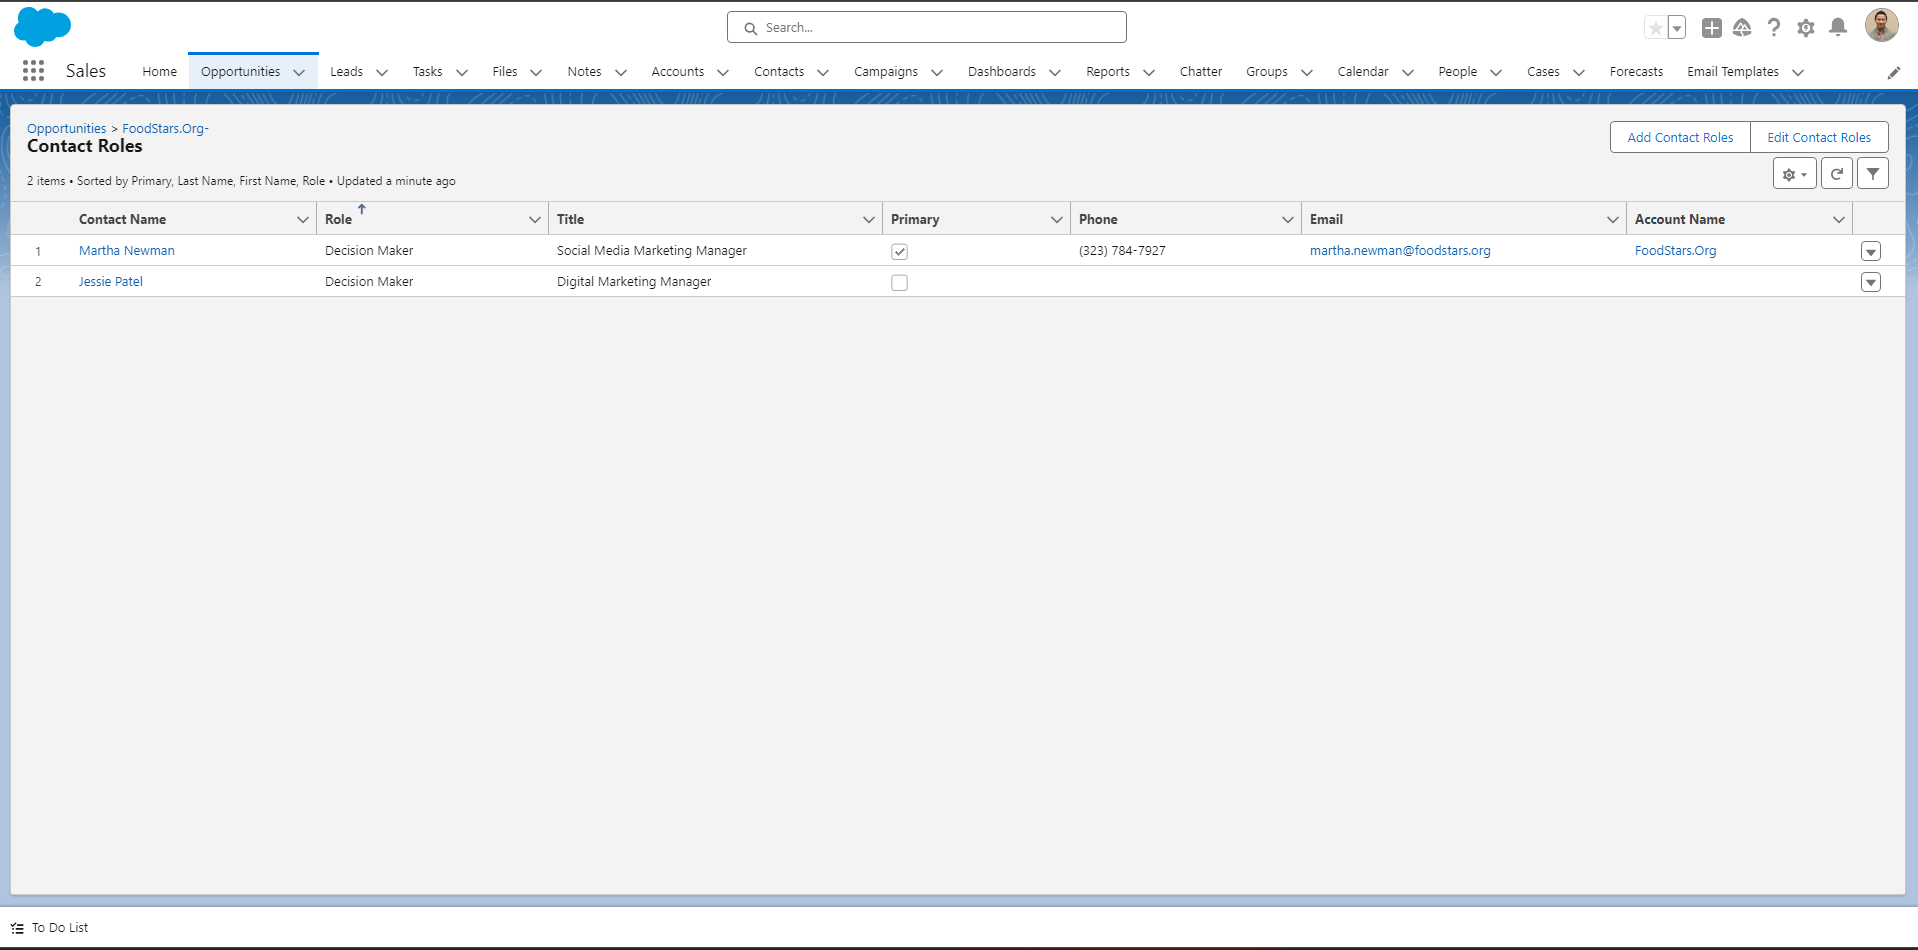 Search...
Sales
Home
Opportunities
Leads
Tasks
Files
Notes
Accounts
Contacts
Campaigns
Dashboards
Reports
Chatter
Groups
Calendar
People
Cases
Forecasts
Email Templates
Opportunities > FoodStars.Org-
Contact Roles
Add Contact Roles
Edit Contact Roles
2 items • Sorted by Primary, Last Name, First Name, Role • Updated a minute ago
Contact Name Role Title Primary Phone Email Account Name
1 Martha Newman Decision Maker Social Media Marketing Manager (323) 784-7927 martha.newman@foodstars.org FoodStars.Org
2 Jessie Patel Decision Maker Digital Marketing Manager
To Do List